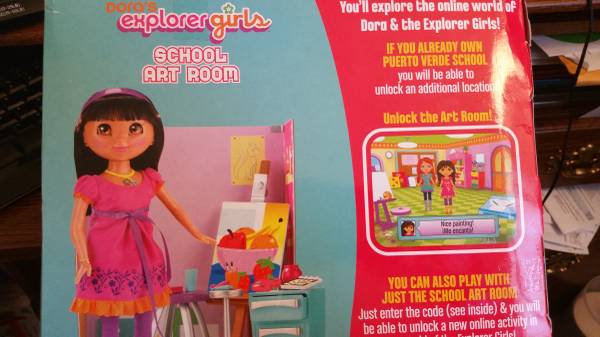 DORA'S
explorer girls
SCHOOL
ART ROOM
You'll explore the online world of
Dora & the Explorer Girls!
IF YOU ALREADY OWN
PUERTO VERDE SCHOOL
you will be able to
unlock an additional location!
Unlock the Art Room!
Nice painting!
¡Me encanta!
YOU CAN ALSO PLAY WITH
JUST THE SCHOOL ART ROOM
Just enter the code (see inside) & you will
be able to unlock a new online activity in
of the Explorer Girls!